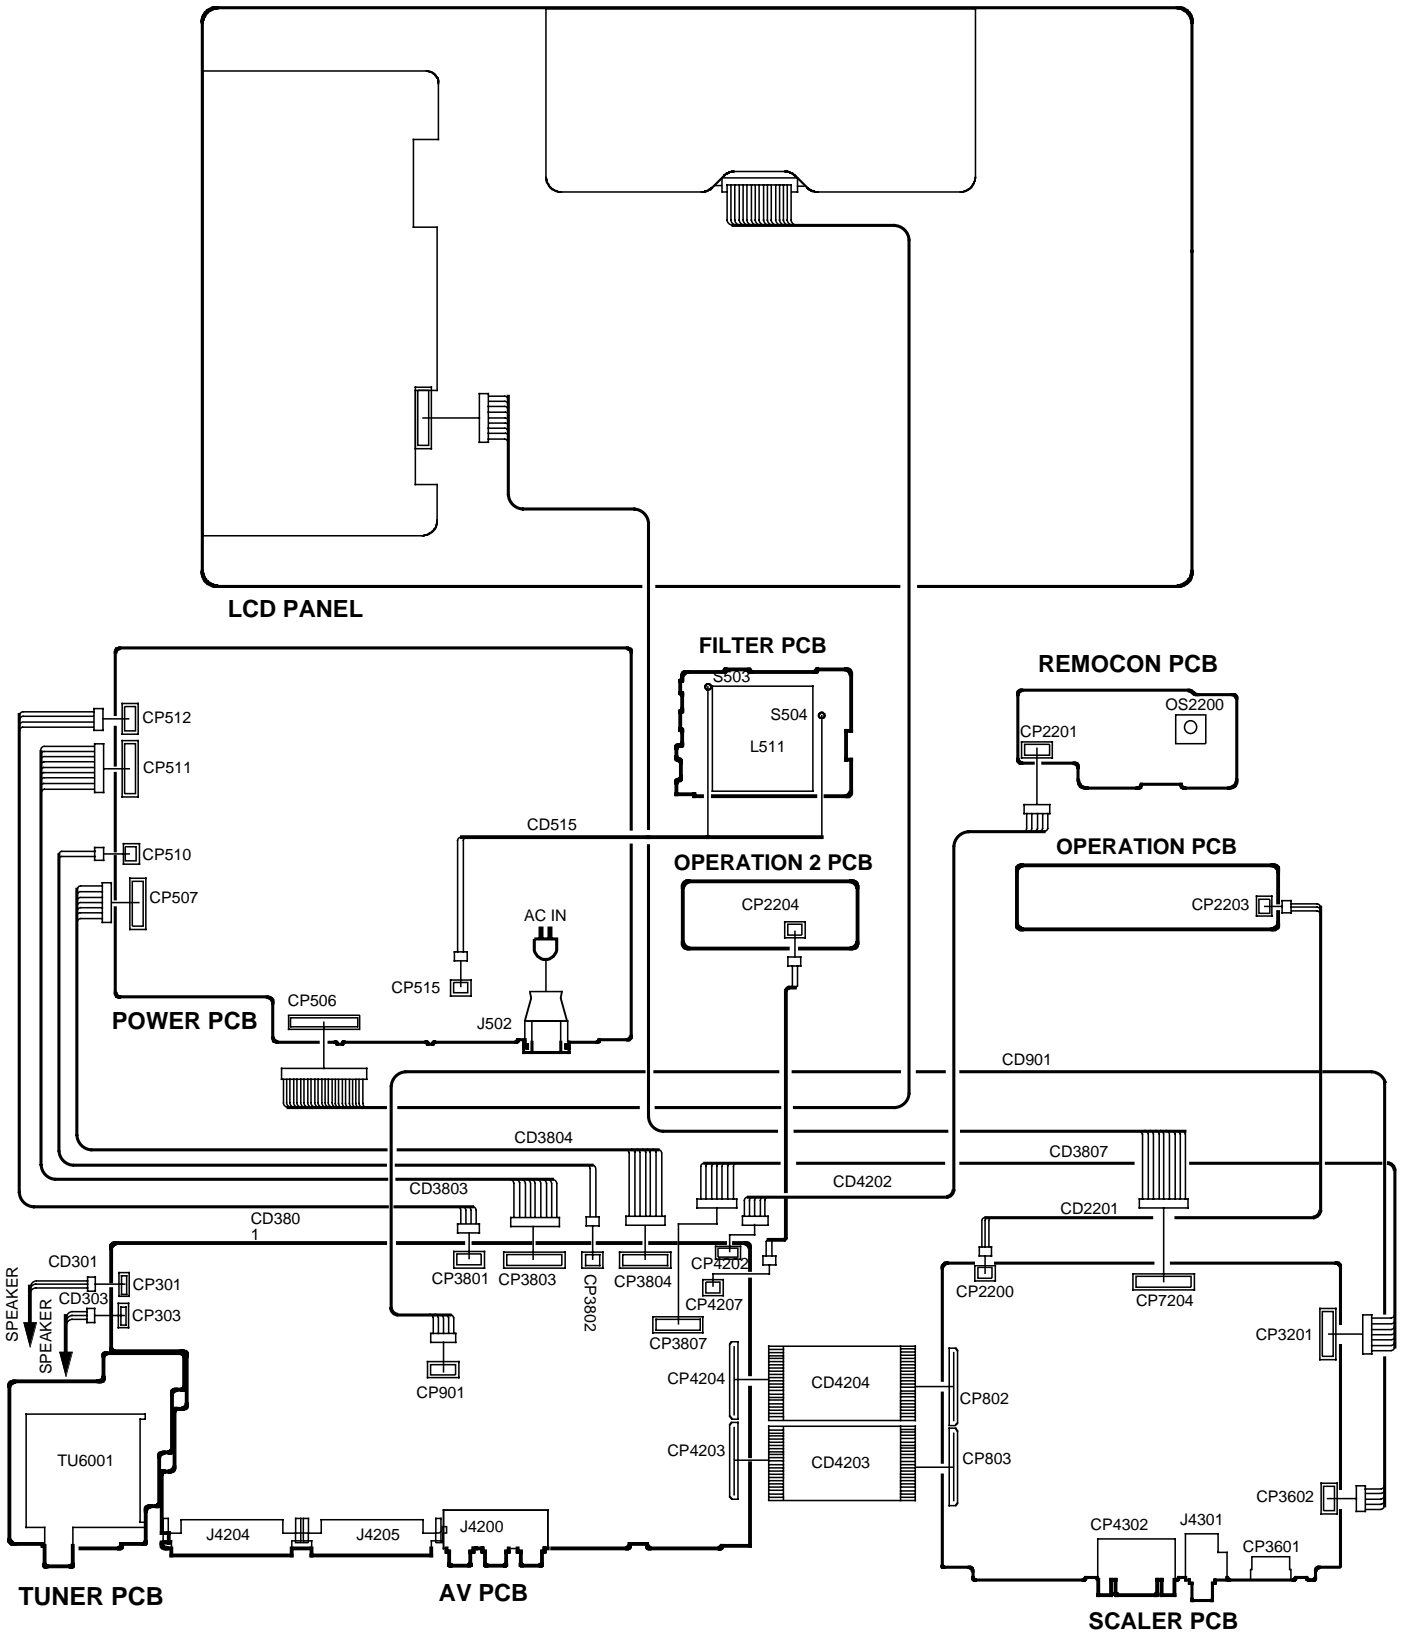 LCD PANEL
FILTER PCB
S503
S504
L511
REMOCON PCB
OS2200
CP2201
CP512
CP511
CP510
CP507
CD515
OPERATION 2 PCB
CP2204
OPERATION PCB
CP2203
AC IN
CP515
CP506
J502
POWER PCB
CD901
CD3804
CD3807
CD3803
CD4202
CD2201
CD380
1
CD301
CP301
CD303
CP303
SPEAKER
SPEAKER
CP3801
CP3803
CP3802
CP3804
CP4202
CP4207
CP3807
CP2200
CP7204
CP3201
CP901
CP4204
CD4204
CP802
CP4203
CD4203
CP803
TU6001
CP3602
J4204
J4205
J4200
CP4302
J4301
CP3601
TUNER PCB
AV PCB
SCALER PCB